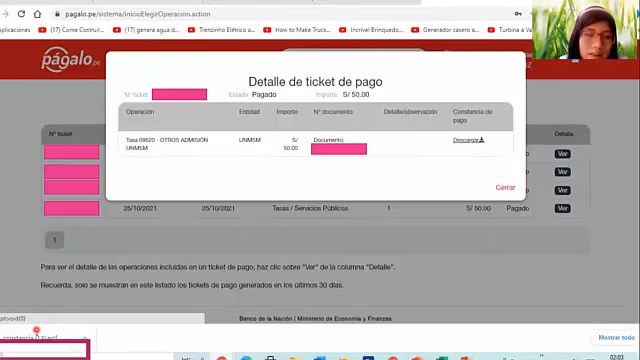 pagalo.pe/sistema/inicioElegirOperacion.action
plicaciones
(17) Como Construir...
(17) genera agua d...
Trenzinho Elétrico a...
How to Make Truck...
Incrível Brinquedo...
Generador casero a...
Turbina a V
págalo.pe
Detalle de ticket de pago
N° ticket:
Estado: Pagado
Importe: S/ 50.00
Operación Entidad Importe N° documento Detalle/observación Constancia de
pago
Tasa 09520 - OTROS ADMISIÓN UNMSM S/ Documento: Descargar
UNMSM 50.00
Cerrar
N° ticket Detalle
Ver
Ver
Ver
25/10/2021 25/10/2021 Tasas / Servicios Públicos 1 S/ 50.00 Pagado Ver
1
Para ver el detalle de las operaciones incluidas en un ticket de pago, haz clic sobre "Ver" de la columna "Detalle".
Recuerda, solo se muestran en este listado los tickets de pago generados en los últimos 30 días.
pt:void(0)
Banco de la Nación | Ministerio de Economía y Finanzas
Mostrar todo
02:03